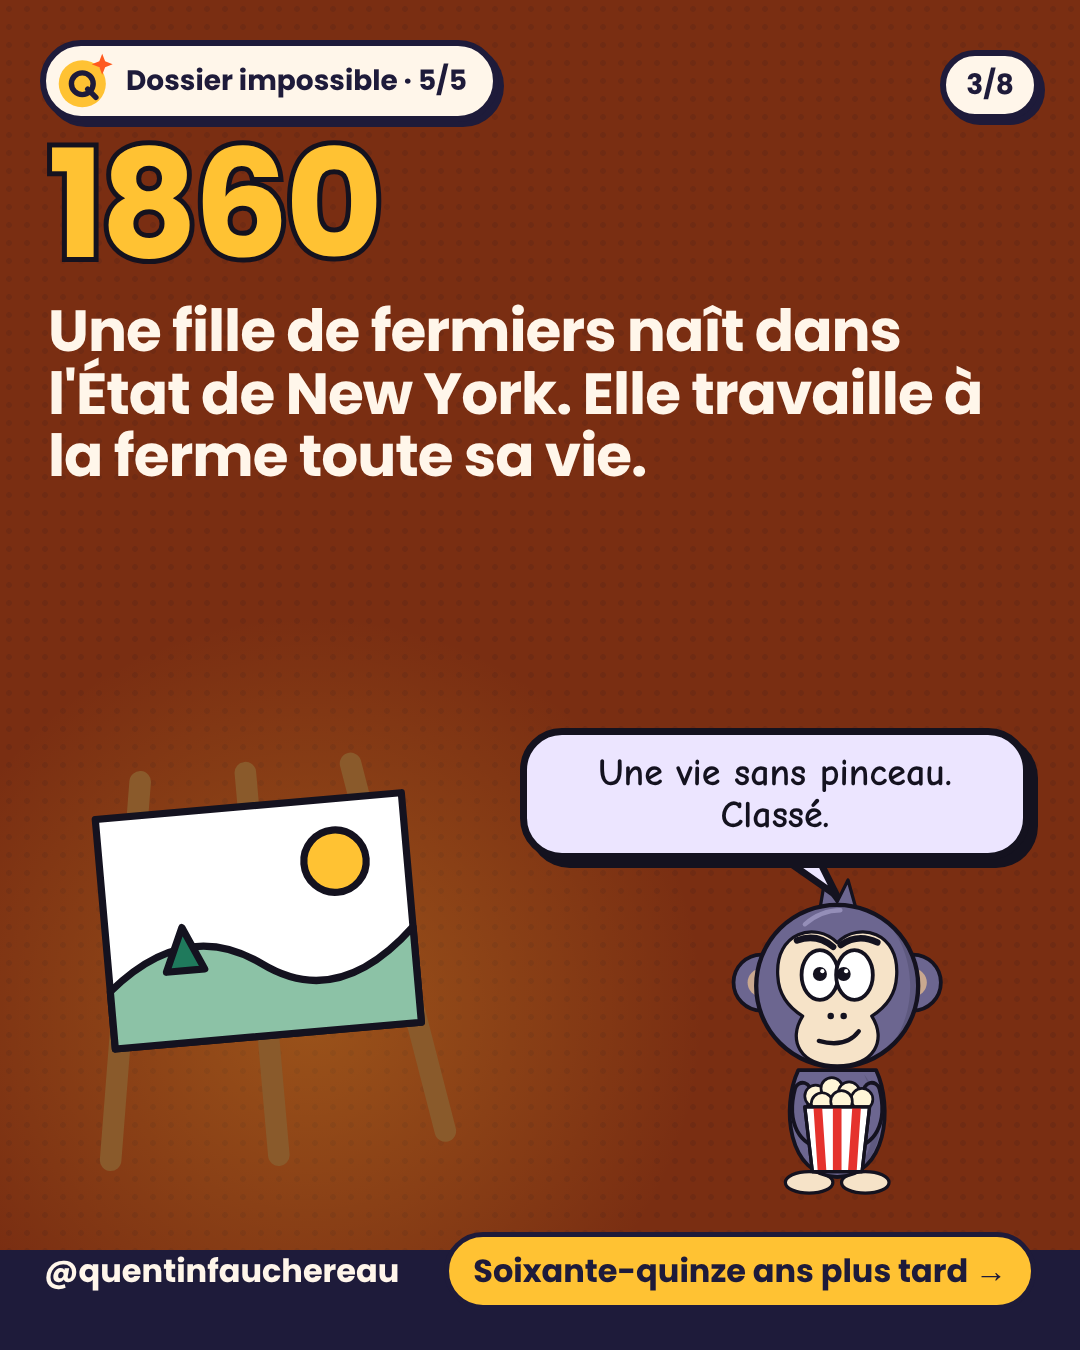 Q Dossier impossible · 5/5
3/8
1860
Une fille de fermiers naît dans
l'État de New York. Elle travaille à
la ferme toute sa vie.
Une vie sans pinceau.
Classé.
@quentinfauchereau
Soixante-quinze ans plus tard →